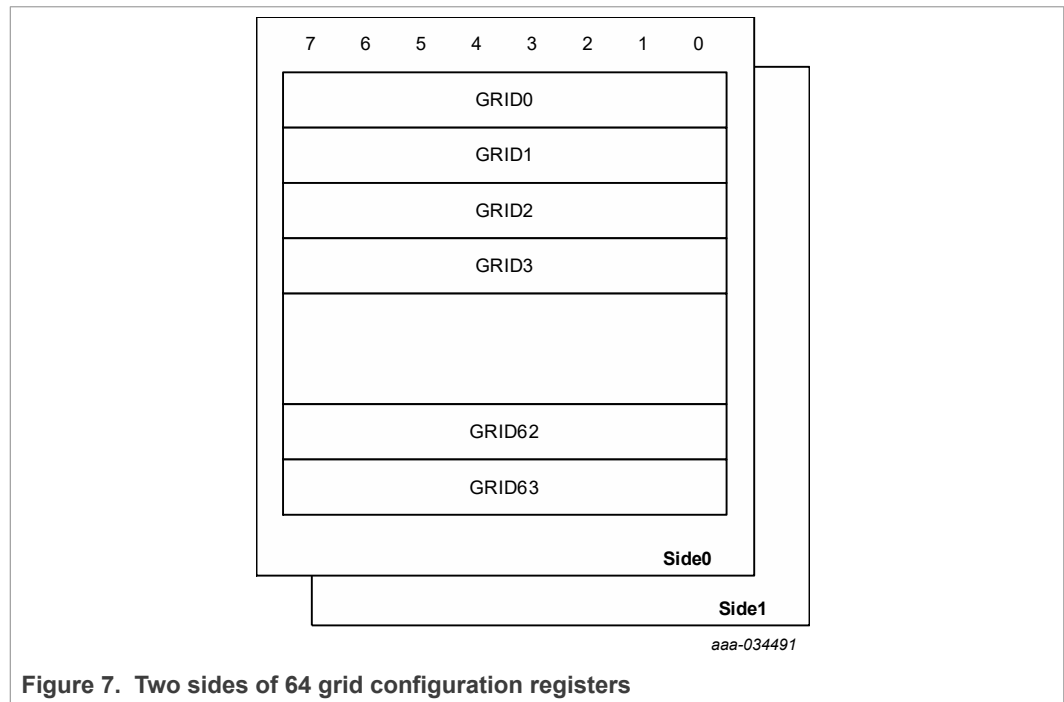 7 6 5 4 3 2 1 0
GRID0
GRID1
GRID2
GRID3
GRID62
GRID63
Side0
Side1
aaa-034491
Figure 7. Two sides of 64 grid configuration registers